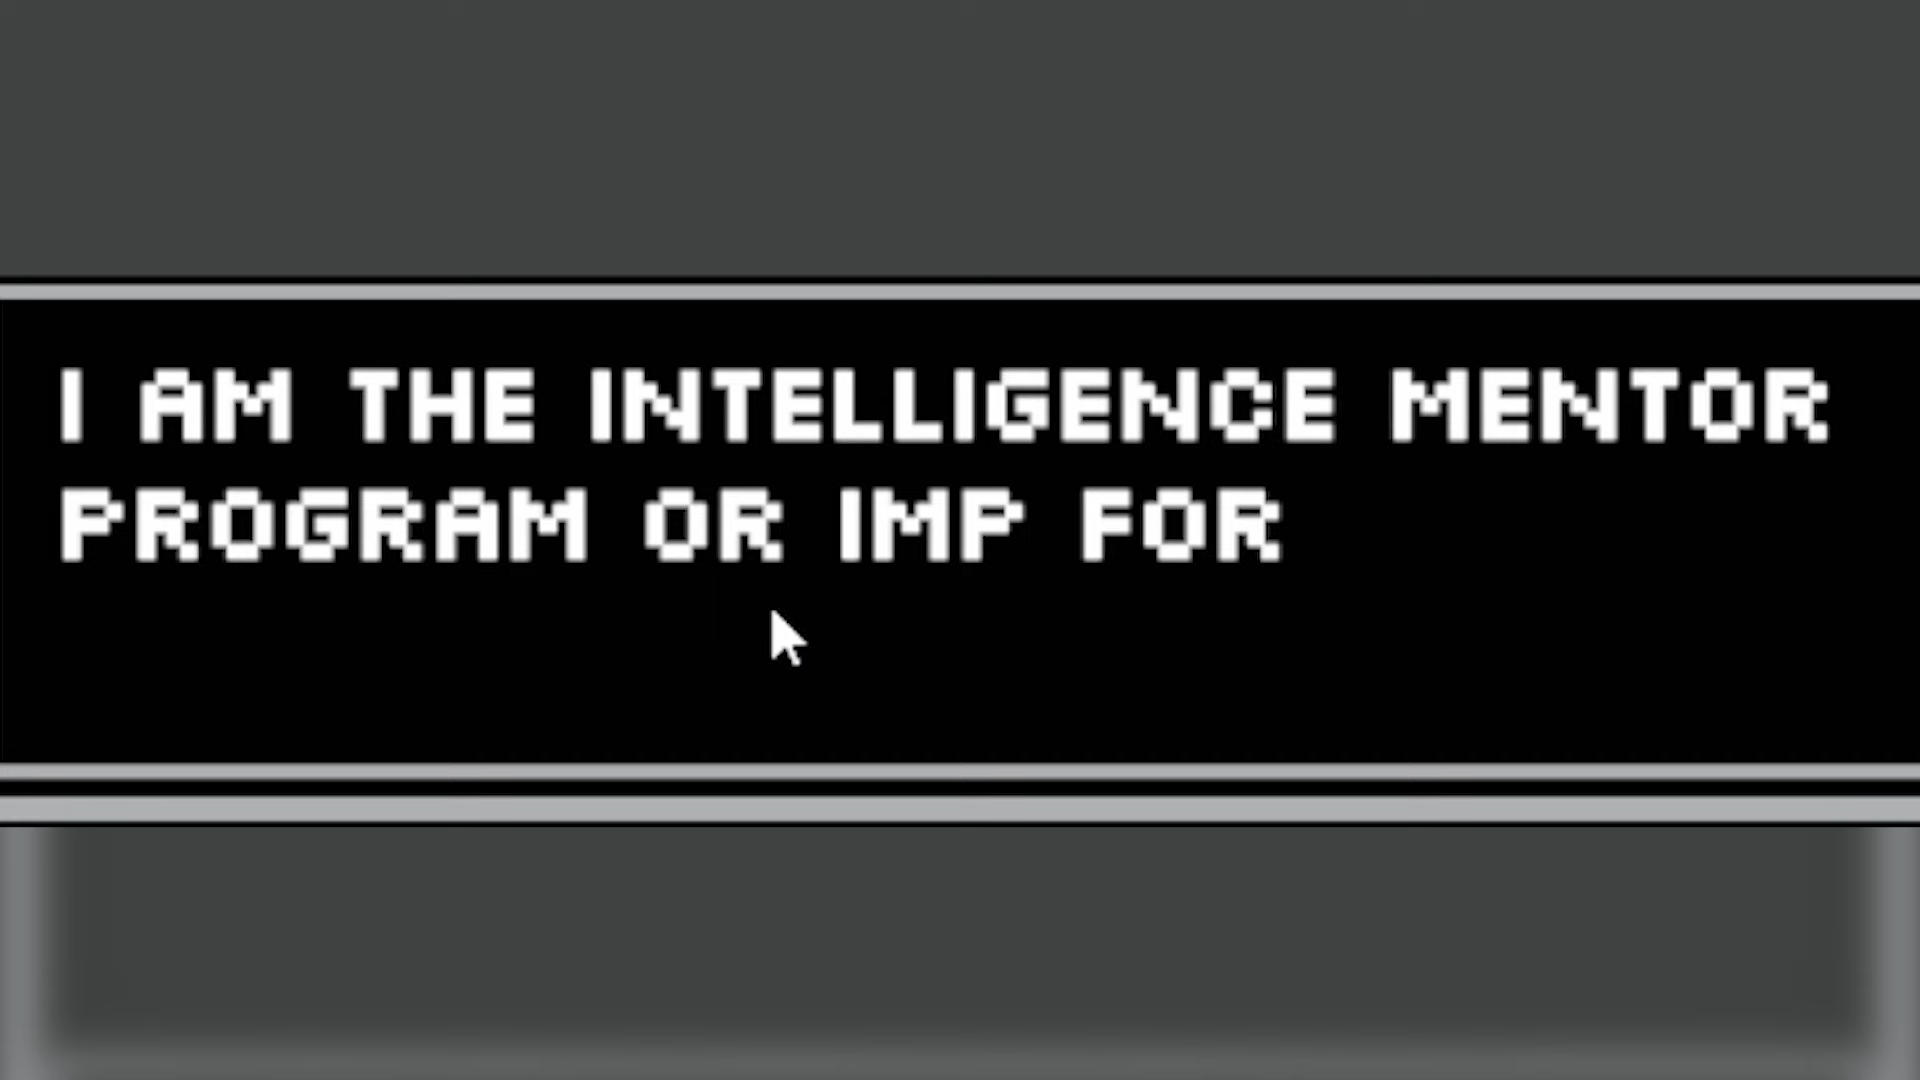 I AM THE INTELLIGENCE MENTOR
PROGRAM OR IMP FOR